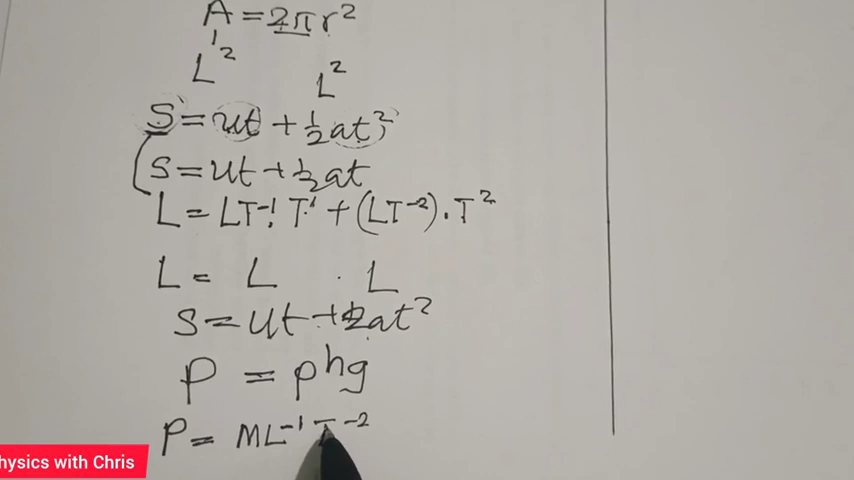 A = 2πr²
L² L²
S = ut + ½at²
S = ut + ½at
L = LT⁻¹. T¹ + (LT⁻²). T²
L = L . L
S = ut + ½at²
P = ρhg
P = ML⁻¹T⁻²
hysics with Chris